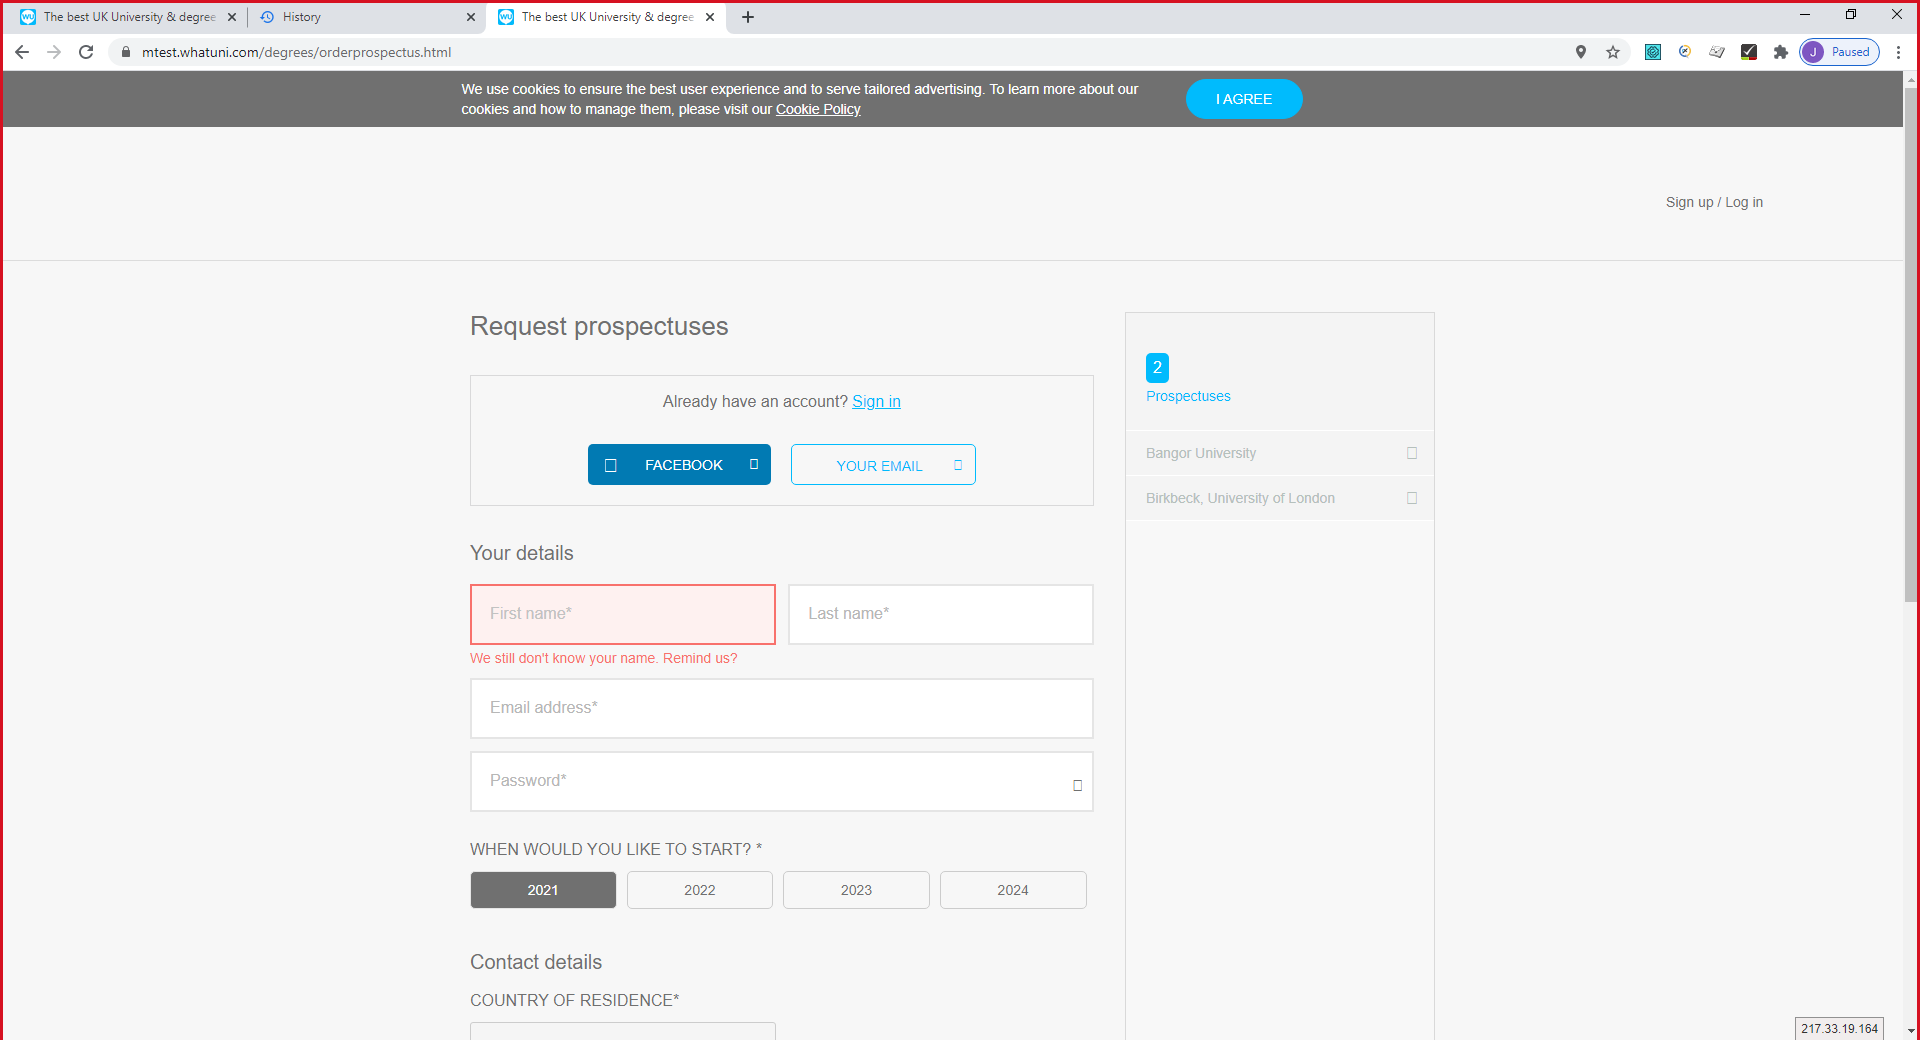 The best UK University & degree
History
The best UK University & degree
mtest.whatuni.com/degrees/orderprospectus.html
J Paused
We use cookies to ensure the best user experience and to serve tailored advertising. To learn more about our
cookies and how to manage them, please visit our Cookie Policy
I AGREE
Sign up / Log in
Request prospectuses
Already have an account? Sign in
FACEBOOK
YOUR EMAIL
2
Prospectuses
Bangor University
Birkbeck, University of London
Your details
First name*
Last name*
We still don't know your name. Remind us?
Email address*
Password*
WHEN WOULD YOU LIKE TO START? *
2021
2022
2023
2024
Contact details
COUNTRY OF RESIDENCE*
217.33.19.164